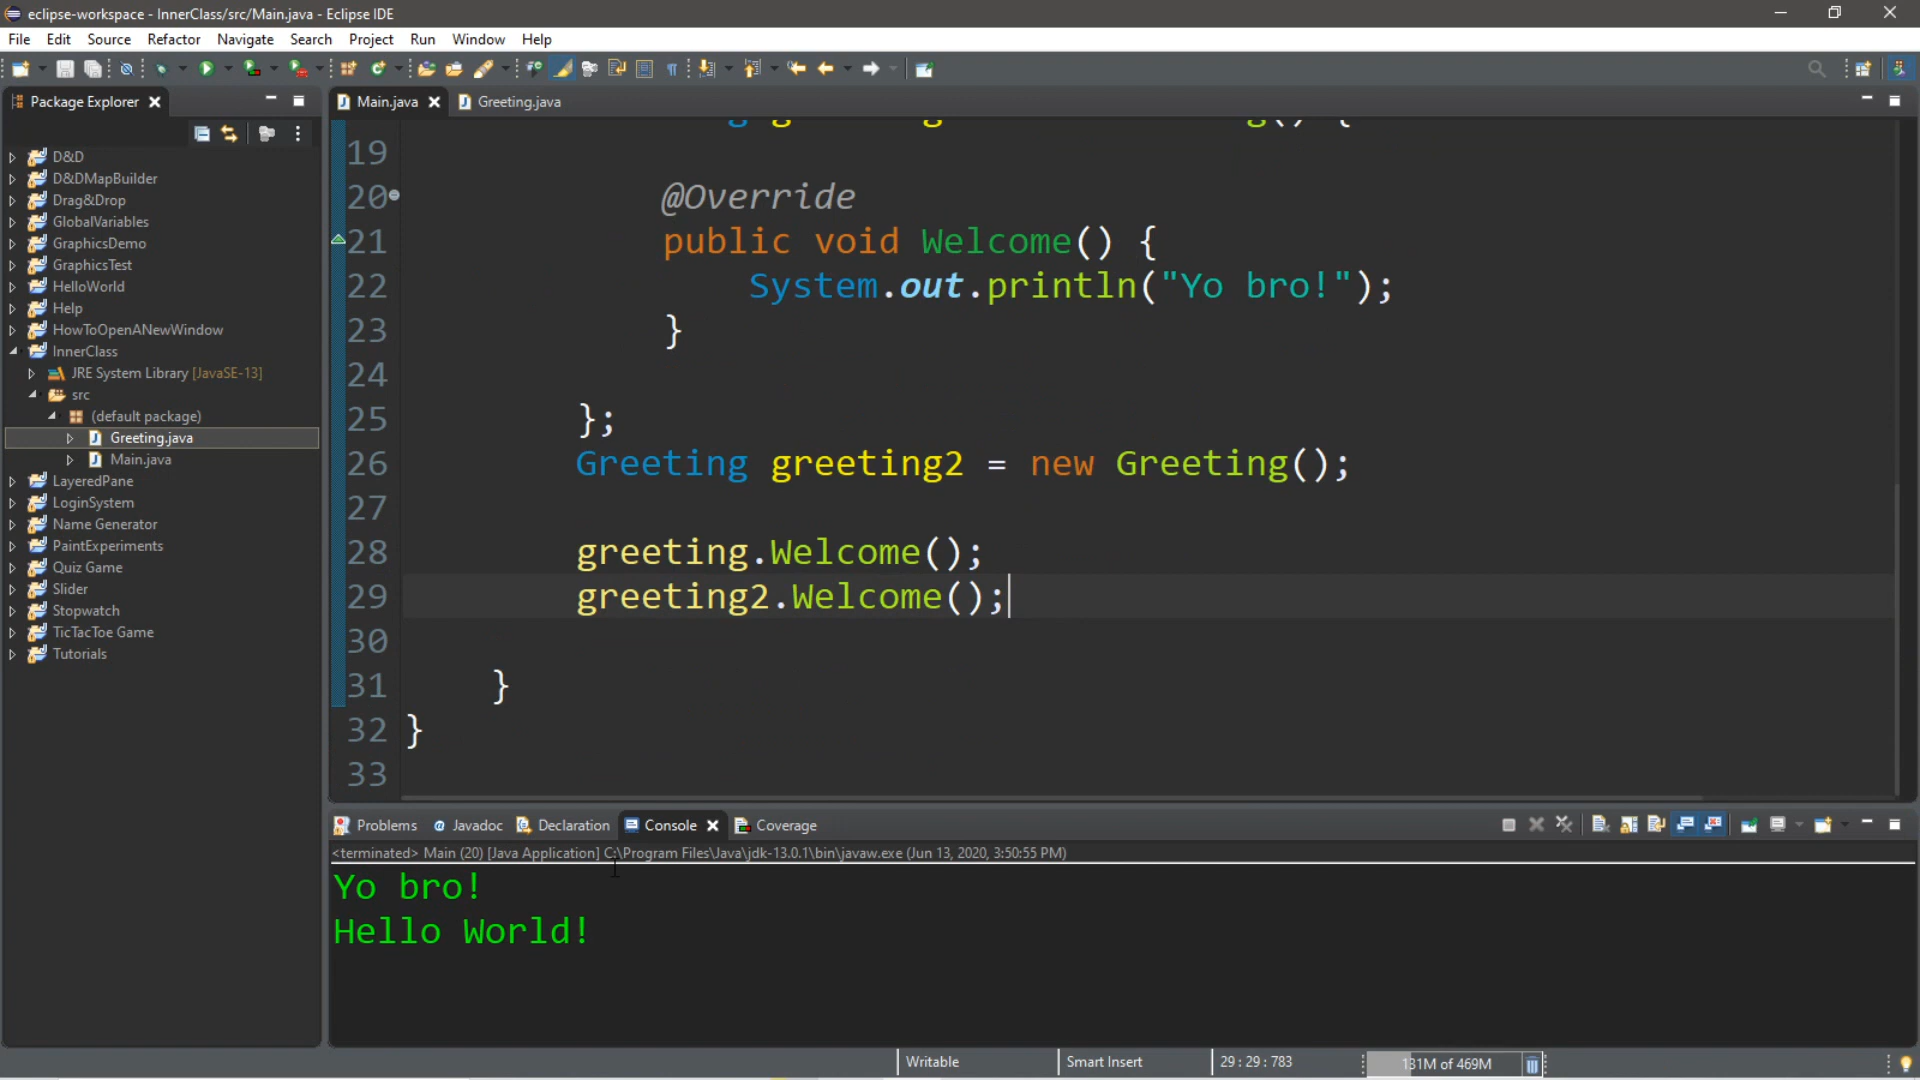 eclipse-workspace - InnerClass/src/Main.java - Eclipse IDE
File Edit Source Refactor Navigate Search Project Run Window Help
Package Explorer
Main.java Greeting.java
D&D
D&DMapBuilder
Drag&Drop
GlobalVariables
GraphicsDemo
GraphicsTest
HelloWorld
Help
HowToOpenANewWindow
InnerClass
JRE System Library [JavaSE-13]
src
(default package)
Greeting.java
Main.java
LayeredPane
LoginSystem
Name Generator
PaintExperiments
Quiz Game
Slider
Stopwatch
TicTacToe Game
Tutorials
19
20 @Override
21 public void Welcome() {
22 System.out.println("Yo bro!");
23 }
24
25 };
26 Greeting greeting2 = new Greeting();
27
28 greeting.Welcome();
29 greeting2.Welcome();
30
31 }
32 }
33
Problems Javadoc Declaration Console Coverage
<terminated> Main (20) [Java Application] C:\Program Files\Java\jdk-13.0.1\bin\javaw.exe (Jun 13, 2020, 3:50:55 PM)
Yo bro!
Hello World!
Writable Smart Insert 29 : 29 : 783 131M of 469M